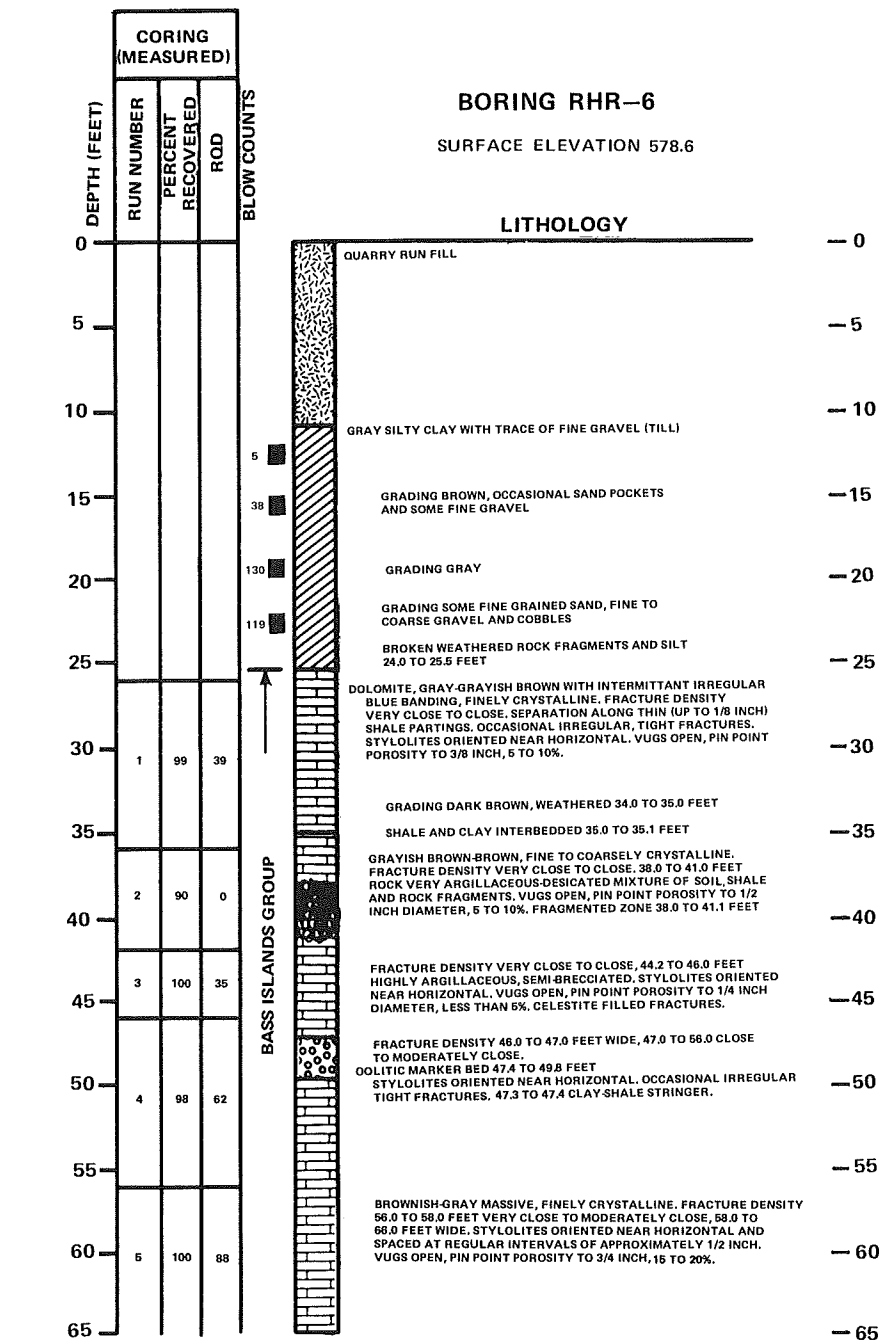 CORING
(MEASURED)
DEPTH (FEET)
RUN NUMBER
PERCENT
RECOVERED
RQD
BLOW COUNTS
BORING RHR–6
SURFACE ELEVATION 578.6
LITHOLOGY
0
0
QUARRY RUN FILL
5
5
10
10
GRAY SILTY CLAY WITH TRACE OF FINE GRAVEL (TILL)
5
15
38
GRADING BROWN, OCCASIONAL SAND POCKETS
AND SOME FINE GRAVEL
15
130
GRADING GRAY
20
20
119
GRADING SOME FINE GRAINED SAND, FINE TO
COARSE GRAVEL AND COBBLES
BROKEN WEATHERED ROCK FRAGMENTS AND SILT
24.0 TO 25.5 FEET
25
25
DOLOMITE, GRAY-GRAYISH BROWN WITH INTERMITTANT IRREGULAR
BLUE BANDING, FINELY CRYSTALLINE. FRACTURE DENSITY
VERY CLOSE TO CLOSE. SEPARATION ALONG THIN (UP TO 1/8 INCH)
SHALE PARTINGS. OCCASIONAL IRREGULAR, TIGHT FRACTURES.
STYLOLITES ORIENTED NEAR HORIZONTAL. VUGS OPEN, PIN POINT
POROSITY TO 3/8 INCH, 5 TO 10%.
30
30
1 99 39
GRADING DARK BROWN, WEATHERED 34.0 TO 35.0 FEET
SHALE AND CLAY INTERBEDDED 35.0 TO 35.1 FEET
35
35
BASS ISLANDS GROUP
GRAYISH BROWN-BROWN, FINE TO COARSELY CRYSTALLINE.
FRACTURE DENSITY VERY CLOSE TO CLOSE. 38.0 TO 41.0 FEET
ROCK VERY ARGILLACEOUS-DESICATED MIXTURE OF SOIL, SHALE
AND ROCK FRAGMENTS. VUGS OPEN, PIN POINT POROSITY TO 1/2
INCH DIAMETER, 5 TO 10%. FRAGMENTED ZONE 38.0 TO 41.1 FEET
2 90 0
40
40
FRACTURE DENSITY VERY CLOSE TO CLOSE, 44.2 TO 46.0 FEET
HIGHLY ARGILLACEOUS, SEMI-BRECCIATED. STYLOLITES ORIENTED
NEAR HORIZONTAL. VUGS OPEN, PIN POINT POROSITY TO 1/4 INCH
DIAMETER, LESS THAN 5%. CELESTITE FILLED FRACTURES.
3 100 35
45
45
FRACTURE DENSITY 46.0 TO 47.0 FEET WIDE, 47.0 TO 56.0 CLOSE
TO MODERATELY CLOSE.
OOLITIC MARKER BED 47.4 TO 49.8 FEET
STYLOLITES ORIENTED NEAR HORIZONTAL. OCCASIONAL IRREGULAR
TIGHT FRACTURES. 47.3 TO 47.4 CLAY-SHALE STRINGER.
50
50
4 98 62
55
55
BROWNISH-GRAY MASSIVE, FINELY CRYSTALLINE. FRACTURE DENSITY
56.0 TO 58.0 FEET VERY CLOSE TO MODERATELY CLOSE, 58.0 TO
66.0 FEET WIDE. STYLOLITES ORIENTED NEAR HORIZONTAL AND
SPACED AT REGULAR INTERVALS OF APPROXIMATELY 1/2 INCH.
VUGS OPEN, PIN POINT POROSITY TO 3/4 INCH, 15 TO 20%.
60
60
5 100 88
65
65